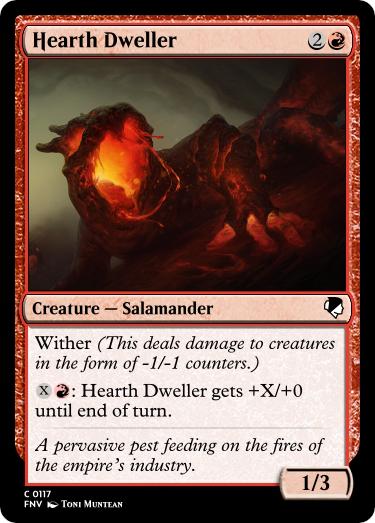 Hearth Dweller 2
Creature — Salamander
Wither (This deals damage to creatures
in the form of -1/-1 counters.)
X : Hearth Dweller gets +X/+0
until end of turn.
A pervasive pest feeding on the fires of
the empire's industry.
1/3
C 0117
FNV Toni Muntean